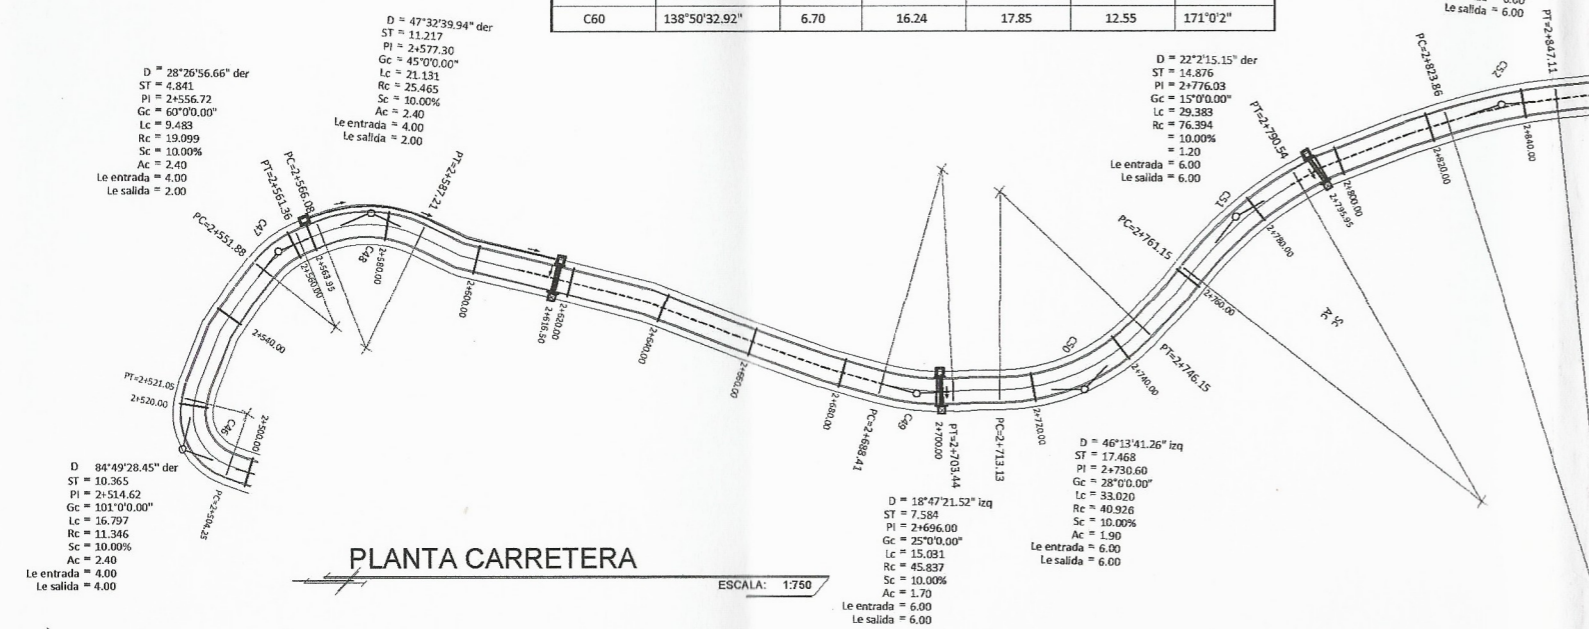 C60 138°50'32.92" 6.70 16.24 17.85 12.55 171°0'2"
Le salida = 6.00
PT=2+847.11
D = 47°32'39.94" der
ST = 11.217
PI = 2+577.30
Gc = 45°0'0.00"
Lc = 21.131
Rc = 25.465
Sc = 10.00%
Ac = 2.40
Le entrada = 4.00
Le salida = 2.00
D = 28°26'56.66" der
ST = 4.841
PI = 2+556.72
Gc = 60°0'0.00"
Lc = 9.483
Rc = 19.099
Sc = 10.00%
Ac = 2.40
Le entrada = 4.00
Le salida = 2.00
D = 22°2'15.15" der
ST = 14.876
PI = 2+776.03
Gc = 15°0'0.00"
Lc = 29.383
Rc = 76.394
= 10.00%
= 1.20
Le entrada = 6.00
Le salida = 6.00
PC=2+823.86
C52
PT=2+790.54
2+840.00
2+820.00
2+800.00
2+795.95
C51
2+780.00
PC=2+761.15
2+760.00
PC=2+566.08
PT=2+561.36
C47
PC=2+551.88
PT=2+587.21
C48
2+580.00
2+563.95
2+560.00
2+600.00
2+620.00
2+616.50
2+540.00
2+640.00
2+660.00
2+680.00
PT=2+521.05
2+520.00
C46
2+500.00
PC=2+504.25
PC=2+688.41
C49
2+700.00
PT=2+703.44
PC=2+713.13
2+720.00
C50
2+740.00
PT=2+746.15
D 84°49'28.45" der
ST = 10.365
PI = 2+514.62
Gc = 101°0'0.00"
Lc = 16.797
Rc = 11.346
Sc = 10.00%
Ac = 2.40
Le entrada = 4.00
Le salida = 4.00
D = 46°13'41.26" izq
ST = 17.468
PI = 2+730.60
Gc = 28°0'0.00"
Lc = 33.020
Rc = 40.926
Sc = 10.00%
Ac = 1.90
Le entrada = 6.00
Le salida = 6.00
D = 18°47'21.52" izq
ST = 7.584
PI = 2+696.00
Gc = 25°0'0.00"
Lc = 15.031
Rc = 45.837
Sc = 10.00%
Ac = 1.70
Le entrada = 6.00
Le salida = 6.00
PLANTA CARRETERA
ESCALA: 1:750